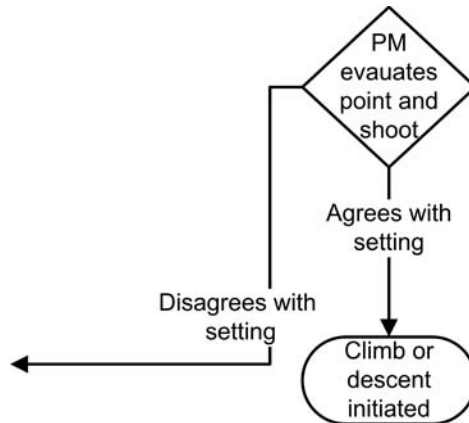 PM
evauates
point and
shoot
Agrees with
setting
Disagrees with
setting
Climb or
descent
initiated